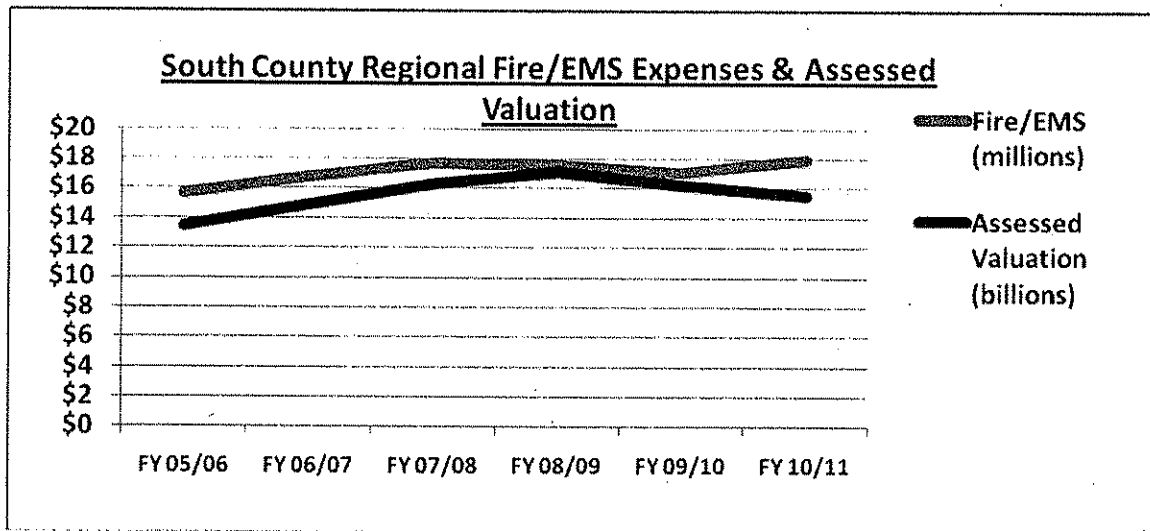 South County Regional Fire/EMS Expenses & Assessed
Valuation
$20
$18
$16
$14
$12
$10
$8
$6
$4
$2
$0
FY 05/06 FY 06/07 FY 07/08 FY 08/09 FY 09/10 FY 10/11
Fire/EMS
(millions)
Assessed
Valuation
(billions)